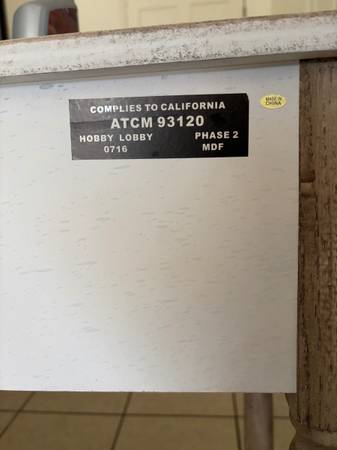 COMPLIES TO CALIFORNIA
ATCM 93120
HOBBY LOBBY PHASE 2
0716 MDF
MADE IN
CHINA